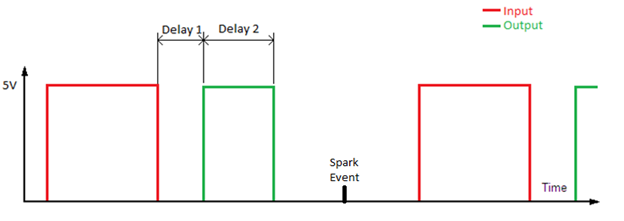 Input
Output
Delay 1
Delay 2
5V
Spark
Event
Time